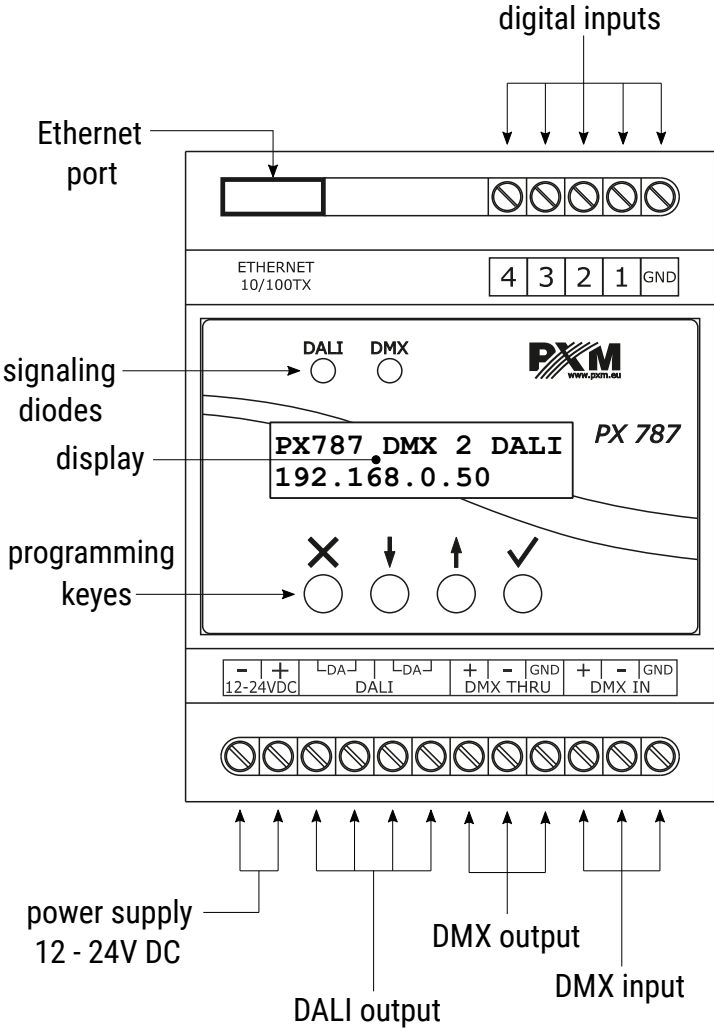 digital inputs
Ethernet
port
ETHERNET
10/100TX
4 3 2 1 GND
DALI DMX
PXM
www.pxm.eu
signaling
diodes
PX 787
PX787 DMX 2 DALI
192.168.0.50
display
programming
keyes
- + DA DA + - GND + - GND
12-24VDC DALI DMX THRU DMX IN
power supply
12 - 24V DC
DMX output
DMX input
DALI output